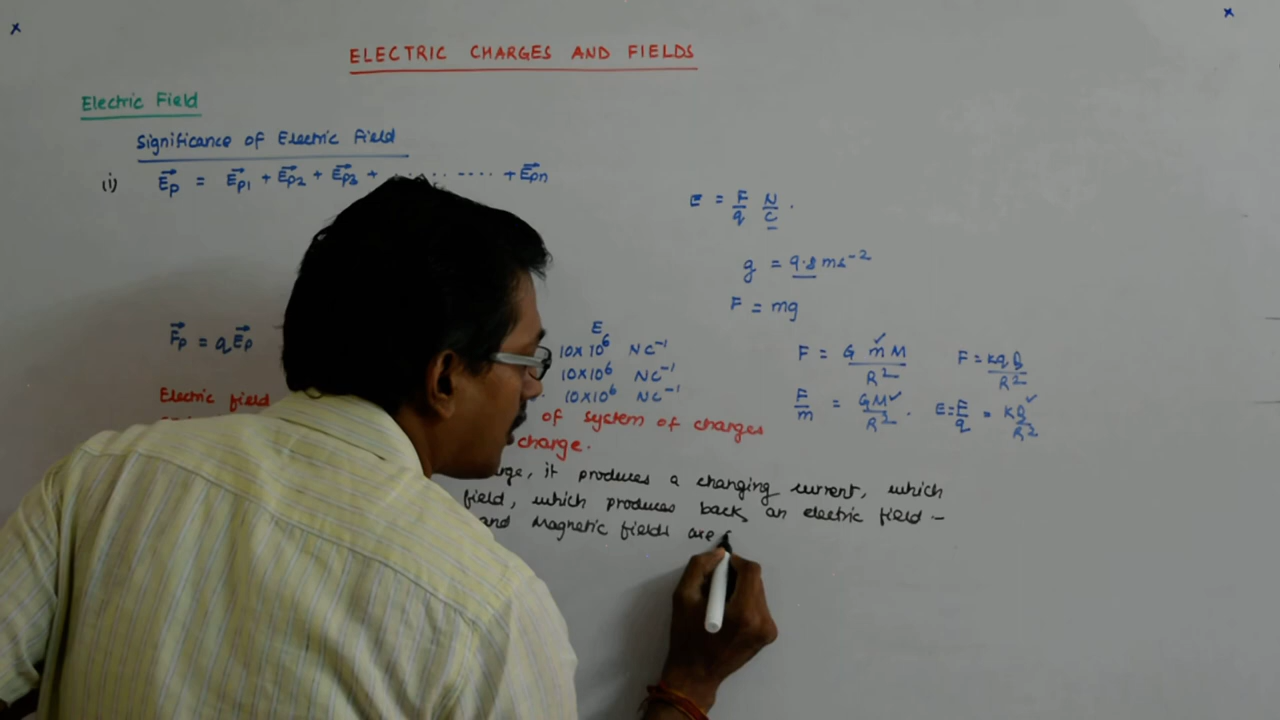 x x
ELECTRIC CHARGES AND FIELDS
Electric Field
Significance of Electric Field
(i) E⃗p = E⃗p1 + E⃗p2 + E⃗p3 + ........ + E⃗pn
E = F/q N/C .
g = 9.8 ms⁻²
F = mg
F⃗p = qE⃗p
E
10×10⁶ NC⁻¹
10×10⁶ NC⁻¹
10×10⁶ NC⁻¹
F = G m✓ M / R² F = kqQ / R²
F/m = GM✓ / R² . E = F/q = kQ✓ / R²
Electric field of system of charges
charge.
it produces a changing current, which
field, which produces back an electric field –
and Magnetic fields are